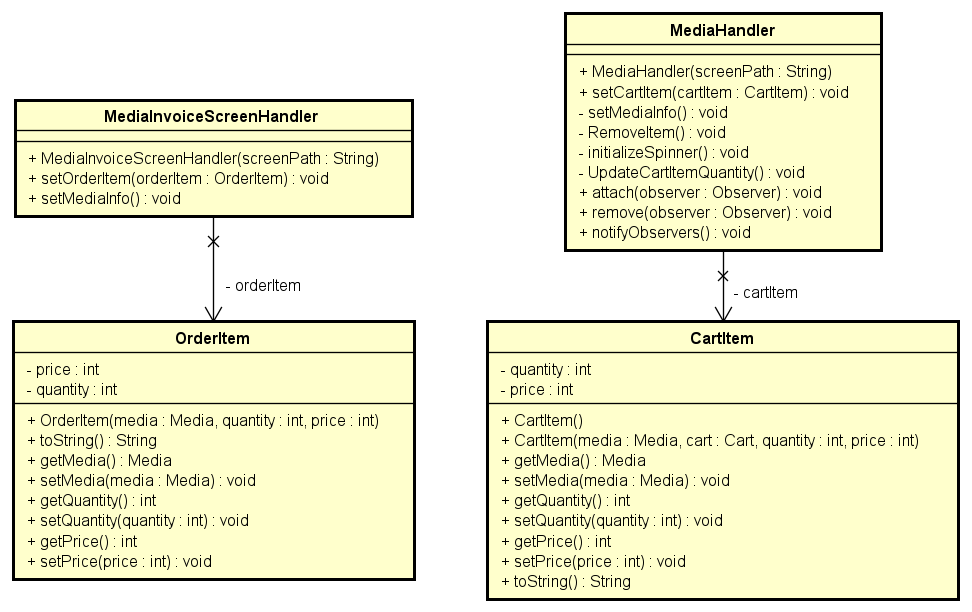 MediaInvoiceScreenHandler
+ MediaInvoiceScreenHandler(screenPath : String)
+ setOrderItem(orderItem : OrderItem) : void
+ setMediaInfo() : void
- orderItem
OrderItem
- price : int
- quantity : int
+ OrderItem(media : Media, quantity : int, price : int)
+ toString() : String
+ getMedia() : Media
+ setMedia(media : Media) : void
+ getQuantity() : int
+ setQuantity(quantity : int) : void
+ getPrice() : int
+ setPrice(price : int) : void
MediaHandler
+ MediaHandler(screenPath : String)
+ setCartItem(cartItem : CartItem) : void
- setMediaInfo() : void
- RemoveItem() : void
- initializeSpinner() : void
- UpdateCartItemQuantity() : void
+ attach(observer : Observer) : void
+ remove(observer : Observer) : void
+ notifyObservers() : void
- cartItem
CartItem
- quantity : int
- price : int
+ CartItem()
+ CartItem(media : Media, cart : Cart, quantity : int, price : int)
+ getMedia() : Media
+ setMedia(media : Media) : void
+ getQuantity() : int
+ setQuantity(quantity : int) : void
+ getPrice() : int
+ setPrice(price : int) : void
+ toString() : String